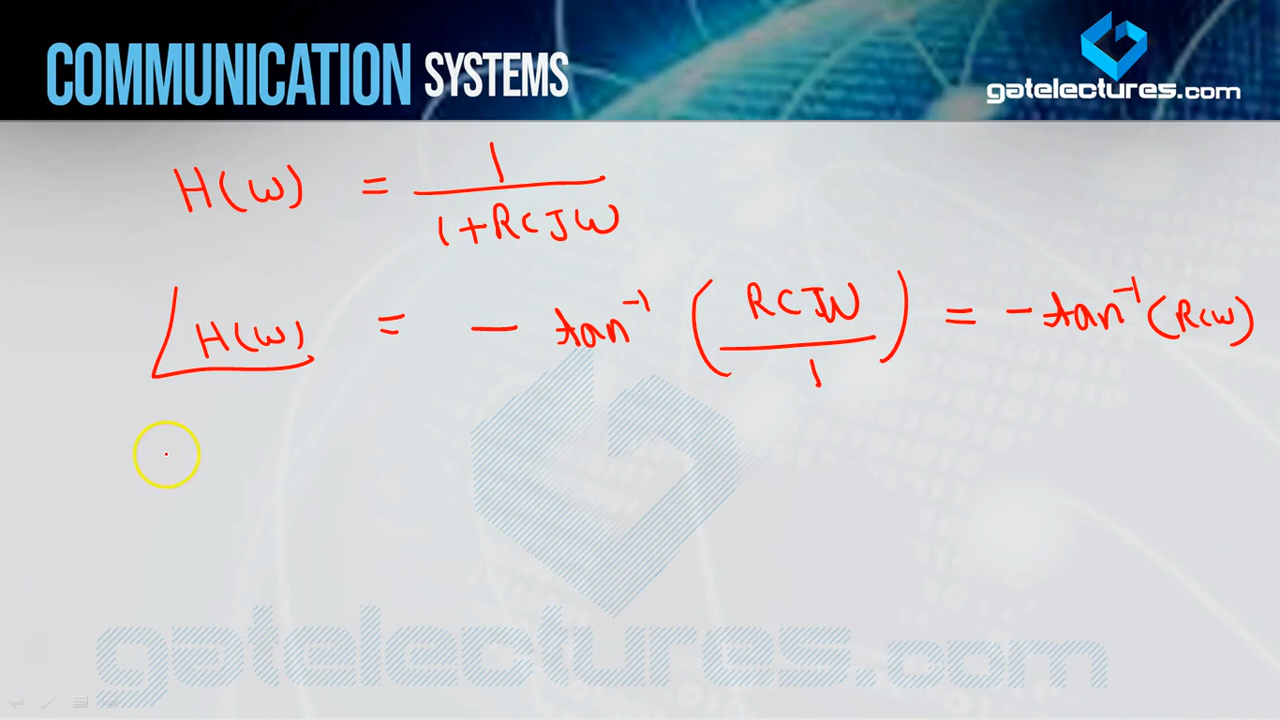 COMMUNICATION SYSTEMS
gatelectures.com
H(W) = 1 / 1+RCJW
∠H(W) = - tan⁻¹ (RCJW / 1) = - tan⁻¹ (RCW)
gatelectures.com